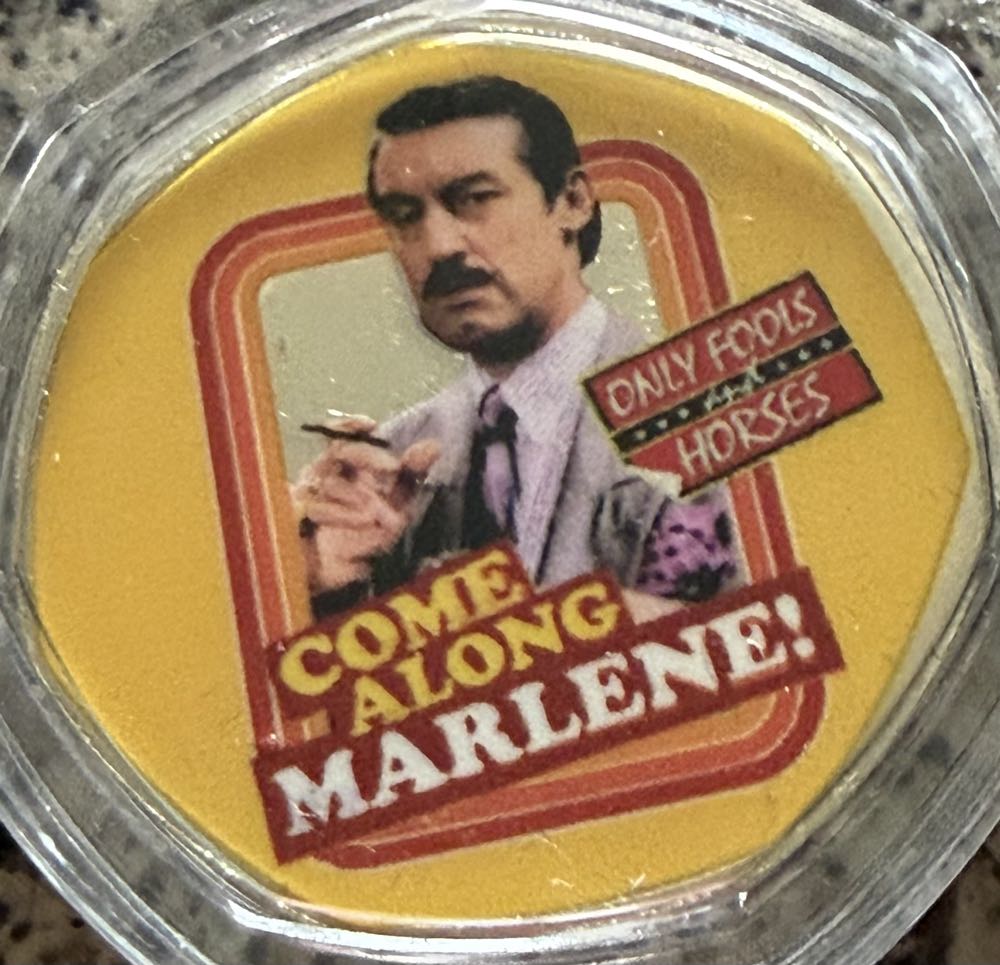 ONLY FOOLS
and
HORSES
COME
ALONG
MARLENE!